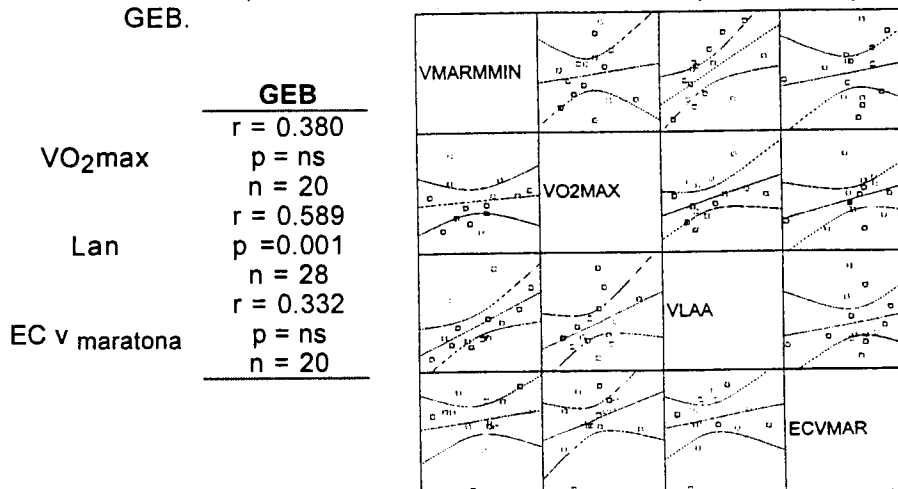 GEB.
GEB
r = 0.380
VO2max p = ns
n = 20
r = 0.589
Lan p =0.001
n = 28
r = 0.332
EC v maratona p = ns
n = 20
VMARMMIN
VO2MAX
VLAA
ECVMAR